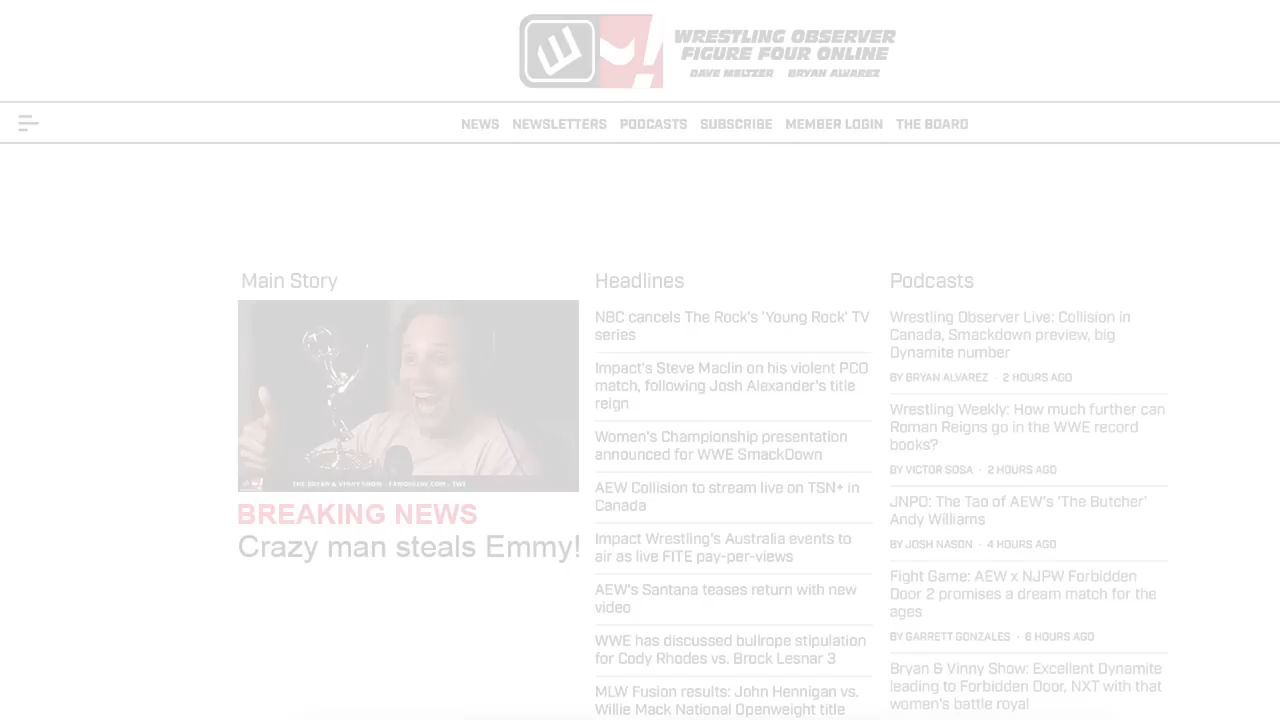 WRESTLING OBSERVER
FIGURE FOUR ONLINE
DAVE MELTZER BRYAN ALVAREZ
NEWS NEWSLETTERS PODCASTS SUBSCRIBE MEMBER LOGIN THE BOARD
Main Story
THE BRYAN & VINNY SHOW - F4WONLINE.COM - TWI
BREAKING NEWS
Crazy man steals Emmy!
Headlines
NBC cancels The Rock's 'Young Rock' TV
series
Impact's Steve Maclin on his violent PCO
match, following Josh Alexander's title
reign
Women's Championship presentation
announced for WWE SmackDown
AEW Collision to stream live on TSN+ in
Canada
Impact Wrestling's Australia events to
air as live FITE pay-per-views
AEW's Santana teases return with new
video
WWE has discussed bullrope stipulation
for Cody Rhodes vs. Brock Lesnar 3
MLW Fusion results: John Hennigan vs.
Willie Mack National Openweight title
Podcasts
Wrestling Observer Live: Collision in
Canada, Smackdown preview, big
Dynamite number
BY BRYAN ALVAREZ · 2 HOURS AGO
Wrestling Weekly: How much further can
Roman Reigns go in the WWE record
books?
BY VICTOR SOSA · 2 HOURS AGO
JNPO: The Tao of AEW's 'The Butcher'
Andy Williams
BY JOSH NASON · 4 HOURS AGO
Fight Game: AEW x NJPW Forbidden
Door 2 promises a dream match for the
ages
BY GARRETT GONZALES · 6 HOURS AGO
Bryan & Vinny Show: Excellent Dynamite
leading to Forbidden Door, NXT with that
women's battle royal